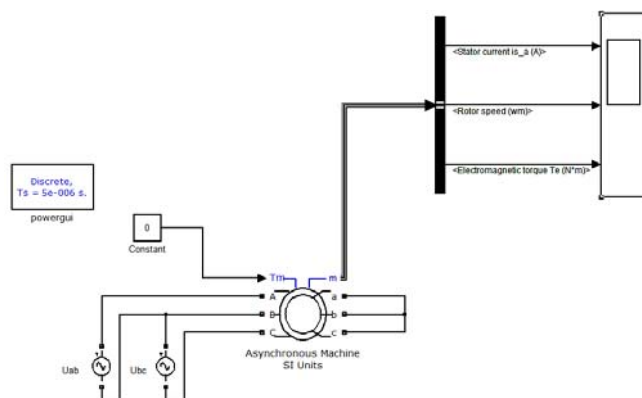 <Stator current is_a (A)>
<Rotor speed (wm)>
<Electromagnetic torque Te (N*m)>
Discrete,
Ts = 5e-006 s.
powergui
0
Constant
Tm
m
A
a
B
b
C
c
Asynchronous Machine
SI Units
Uab
Ubc